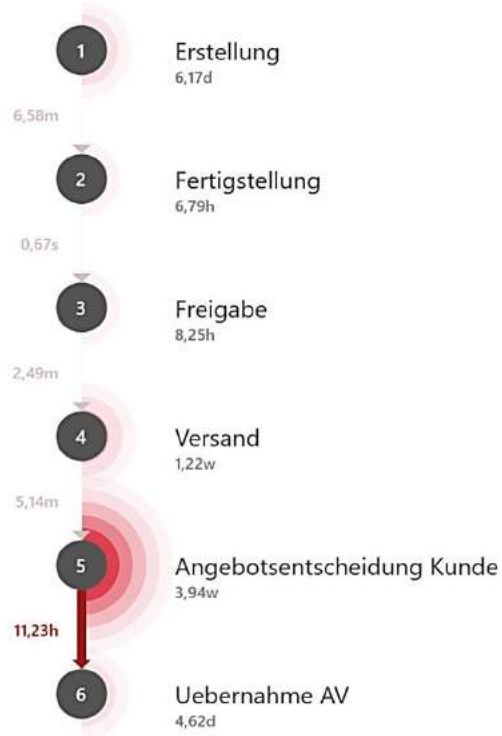 1
Erstellung
6,17d
6,58m
2
Fertigstellung
6,79h
0,67s
3
Freigabe
8,25h
2,49m
4
Versand
1,22w
5,14m
5
Angebotsentscheidung Kunde
3,94w
11,23h
6
Uebernahme AV
4,62d